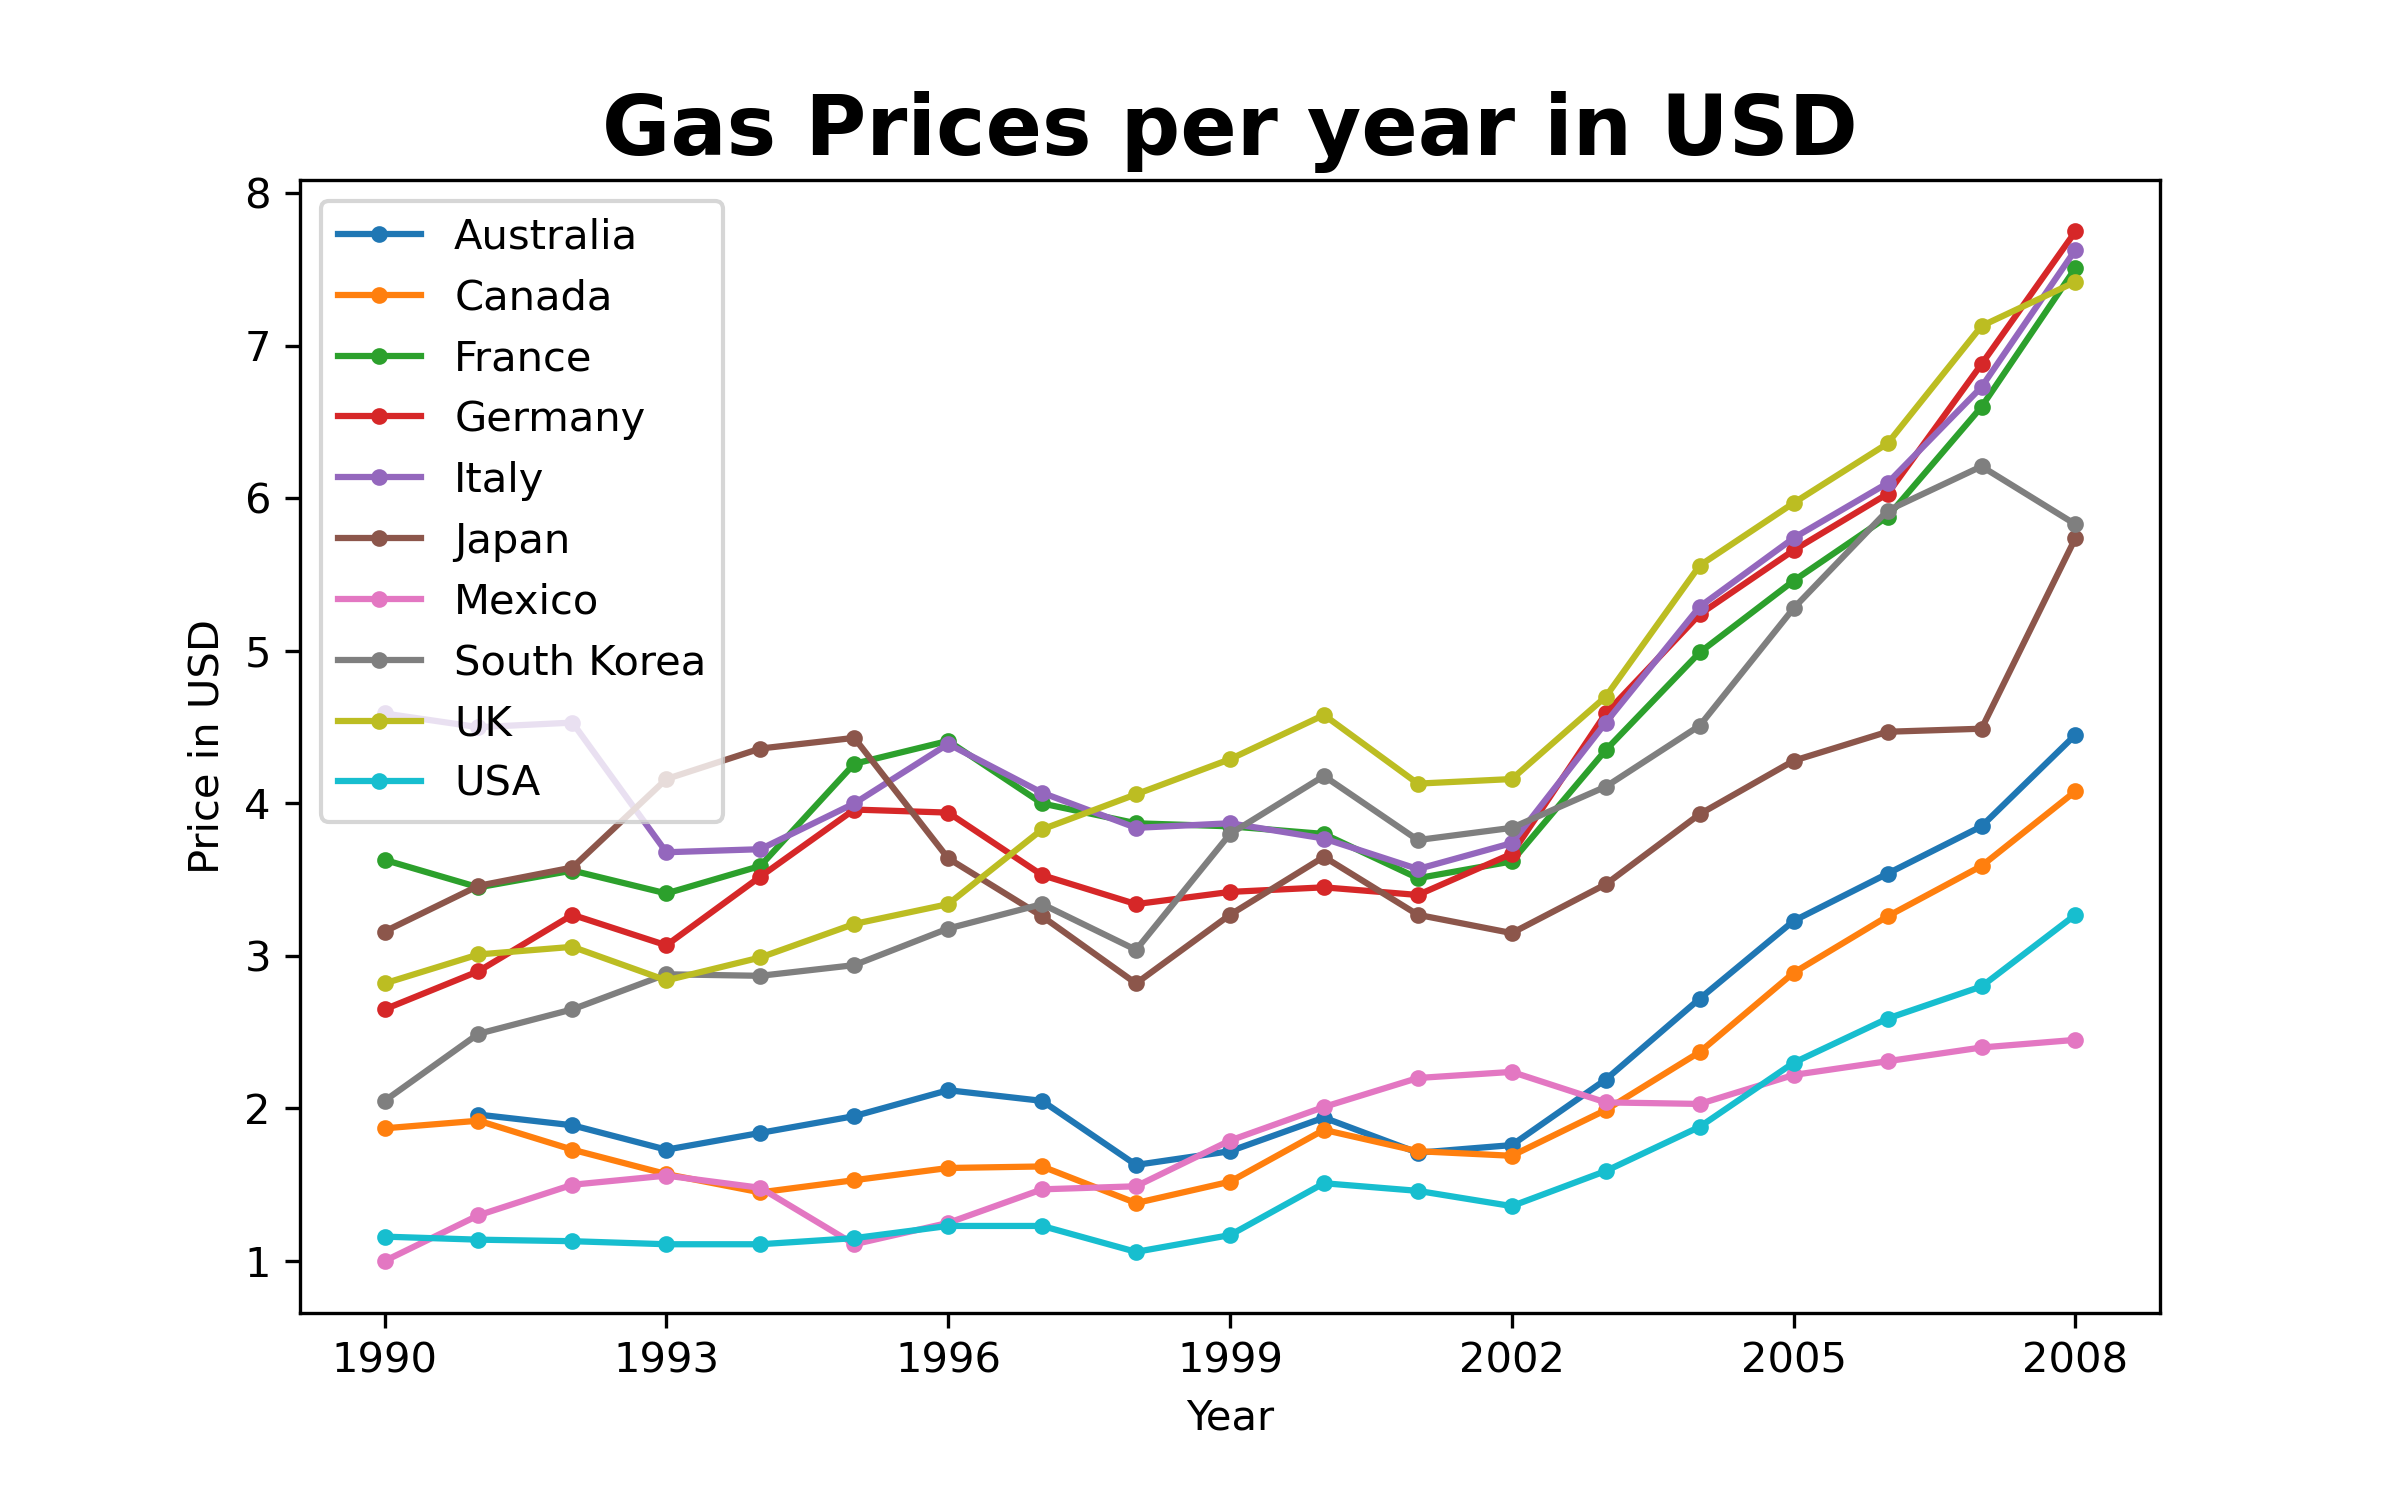 Gas Prices per year in USD
8
7
6
5
4
3
2
1
Price in USD
Australia
Canada
France
Germany
Italy
Japan
Mexico
South Korea
UK
USA
1990 1993 1996 1999 2002 2005 2008
Year